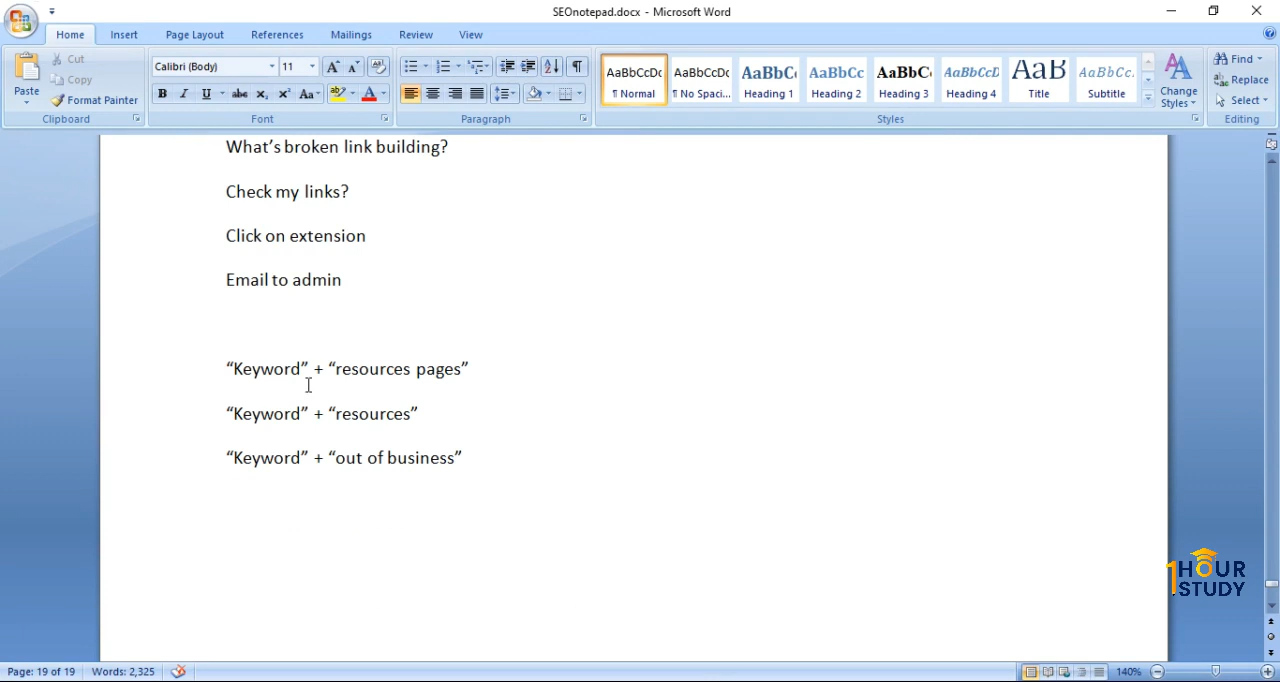 SEOnotepad.docx - Microsoft Word
Home Insert Page Layout References Mailings Review View
Paste
Cut
Copy
Format Painter
Clipboard
Calibri (Body) 11
Font
Paragraph
AaBbCcDc AaBbCcDc AaBbC AaBbCc AaBbC AaBbCcD AaB AaBbCc.
¶ Normal ¶ No Spaci... Heading 1 Heading 2 Heading 3 Heading 4 Title Subtitle
Change
Styles
Styles
Find
Replace
Select
Editing
What’s broken link building?
Check my links?
Click on extension
Email to admin
“Keyword” + “resources pages”
“Keyword” + “resources”
“Keyword” + “out of business”
1HOUR
STUDY
Page: 19 of 19 Words: 2,325 140%